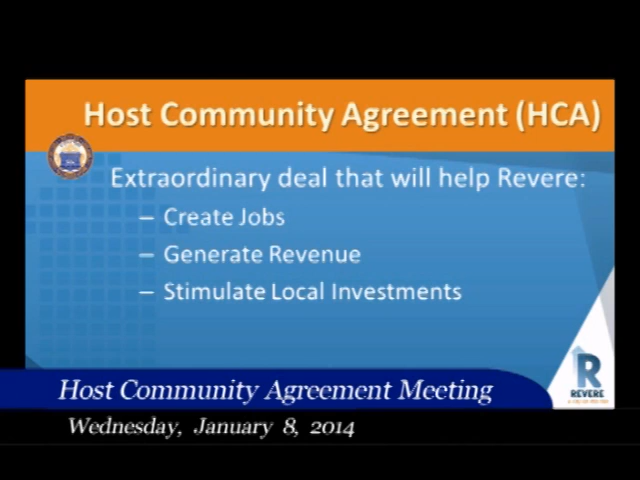 Host Community Agreement (HCA)
Extraordinary deal that will help Revere:
– Create Jobs
– Generate Revenue
– Stimulate Local Investments
R
REVERE
Host Community Agreement Meeting
Wednesday, January 8, 2014